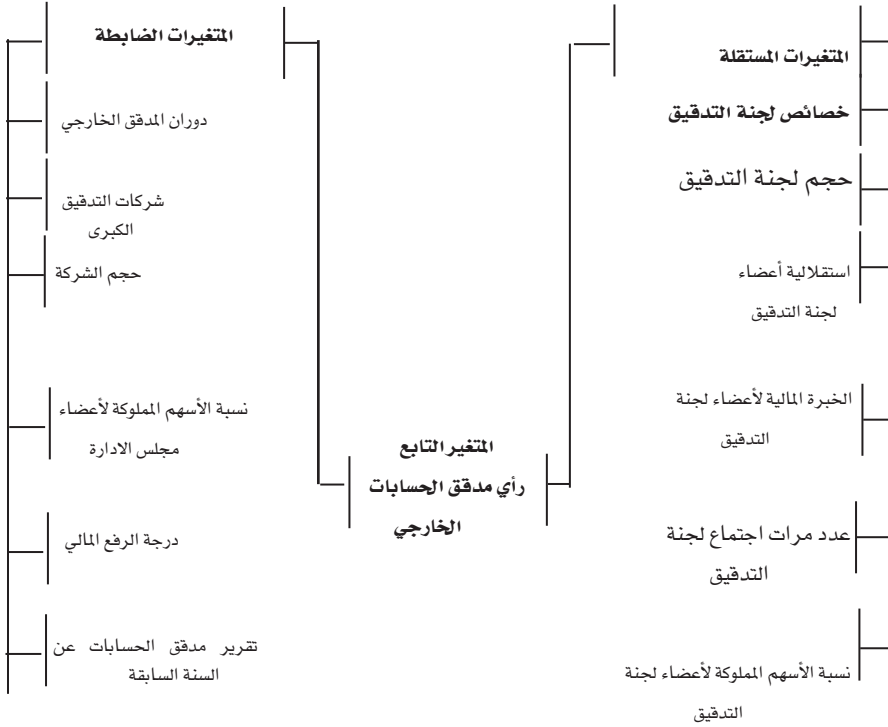 المتغيرات المستقلة
خصائص لجنة التدقيق
حجم لجنة التدقيق
استقلالية أعضاء
لجنة التدقيق
الخبرة المالية لأعضاء لجنة
التدقيق
عدد مرات اجتماع لجنة
التدقيق
نسبة الأسهم المملوكة لأعضاء لجنة
التدقيق
المتغير التابع
رأي مدقق الحسابات
الخارجي
المتغيرات الضابطة
دوران المدقق الخارجي
شركات التدقيق
الكبرى
حجم الشركة
نسبة الأسهم المملوكة لأعضاء
مجلس الادارة
درجة الرفع المالي
تقرير مدقق الحسابات عن
السنة السابقة